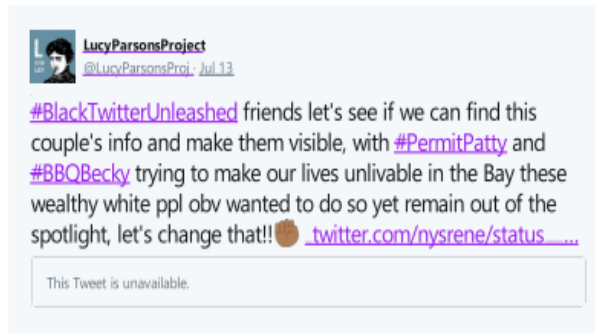 LucyParsonsProject
@LucyParsonsProj · Jul 13
#BlackTwitterUnleashed friends let's see if we can find this
couple's info and make them visible, with #PermitPatty and
#BBQBecky trying to make our lives unlivable in the Bay these
wealthy white ppl obv wanted to do so yet remain out of the
spotlight, let's change that!!✊🏾 twitter.com/nysrene/status ...
This Tweet is unavailable.